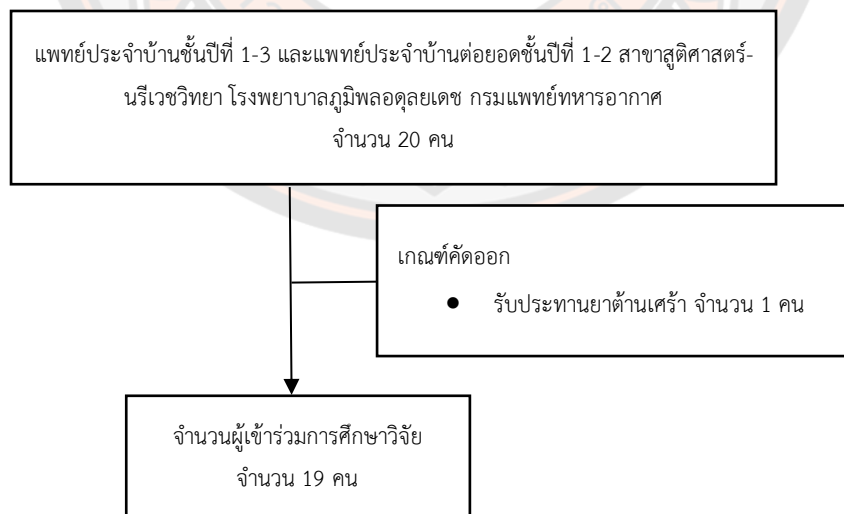 แพทย์ประจำบ้านชั้นปีที่ 1-3 และแพทย์ประจำบ้านต่อยอดชั้นปีที่ 1-2 สาขาสูติศาสตร์-
นรีเวชวิทยา โรงพยาบาลภูมิพลอดุลยเดช กรมแพทย์ทหารอากาศ
จำนวน 20 คน
เกณฑ์คัดออก
● รับประทานยาต้านเศร้า จำนวน 1 คน
จำนวนผู้เข้าร่วมการศึกษาวิจัย
จำนวน 19 คน